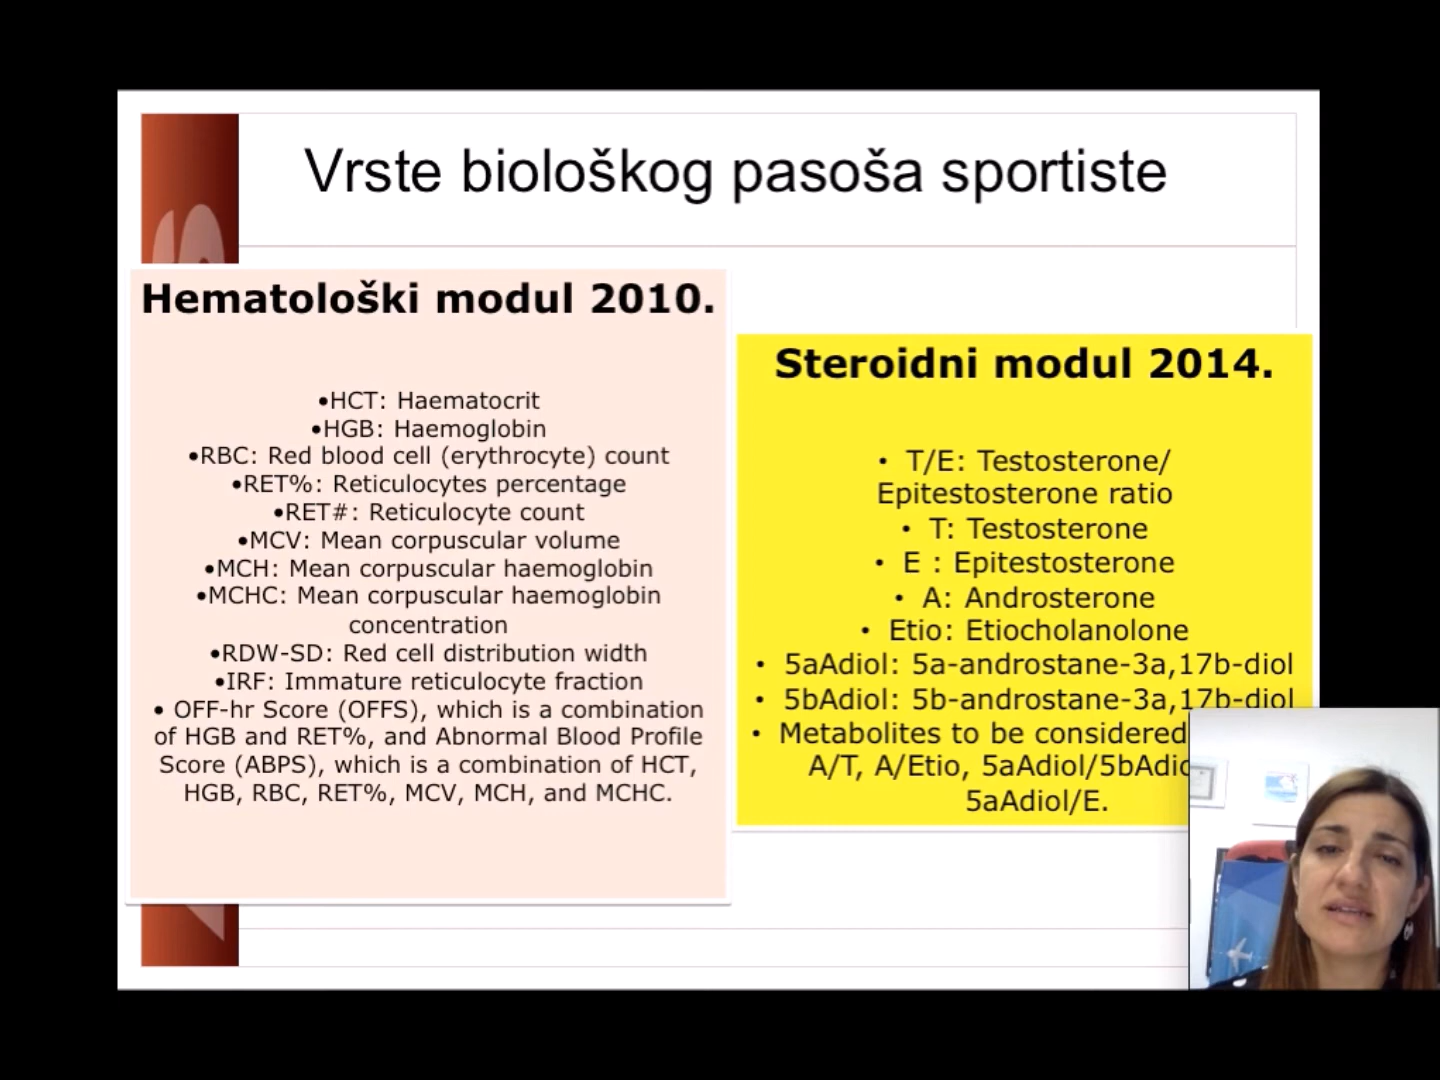 Vrste biološkog pasoša sportiste
Hematološki modul 2010.
•HCT: Haematocrit
•HGB: Haemoglobin
•RBC: Red blood cell (erythrocyte) count
•RET%: Reticulocytes percentage
•RET#: Reticulocyte count
•MCV: Mean corpuscular volume
•MCH: Mean corpuscular haemoglobin
•MCHC: Mean corpuscular haemoglobin
concentration
•RDW-SD: Red cell distribution width
•IRF: Immature reticulocyte fraction
• OFF-hr Score (OFFS), which is a combination
of HGB and RET%, and Abnormal Blood Profile
Score (ABPS), which is a combination of HCT,
HGB, RBC, RET%, MCV, MCH, and MCHC.
Steroidni modul 2014.
• T/E: Testosterone/
Epitestosterone ratio
• T: Testosterone
• E : Epitestosterone
• A: Androsterone
• Etio: Etiocholanolone
• 5aAdiol: 5a-androstane-3a,17b-diol
• 5bAdiol: 5b-androstane-3a,17b-diol
• Metabolites to be considered
A/T, A/Etio,
5aAdiol/E.